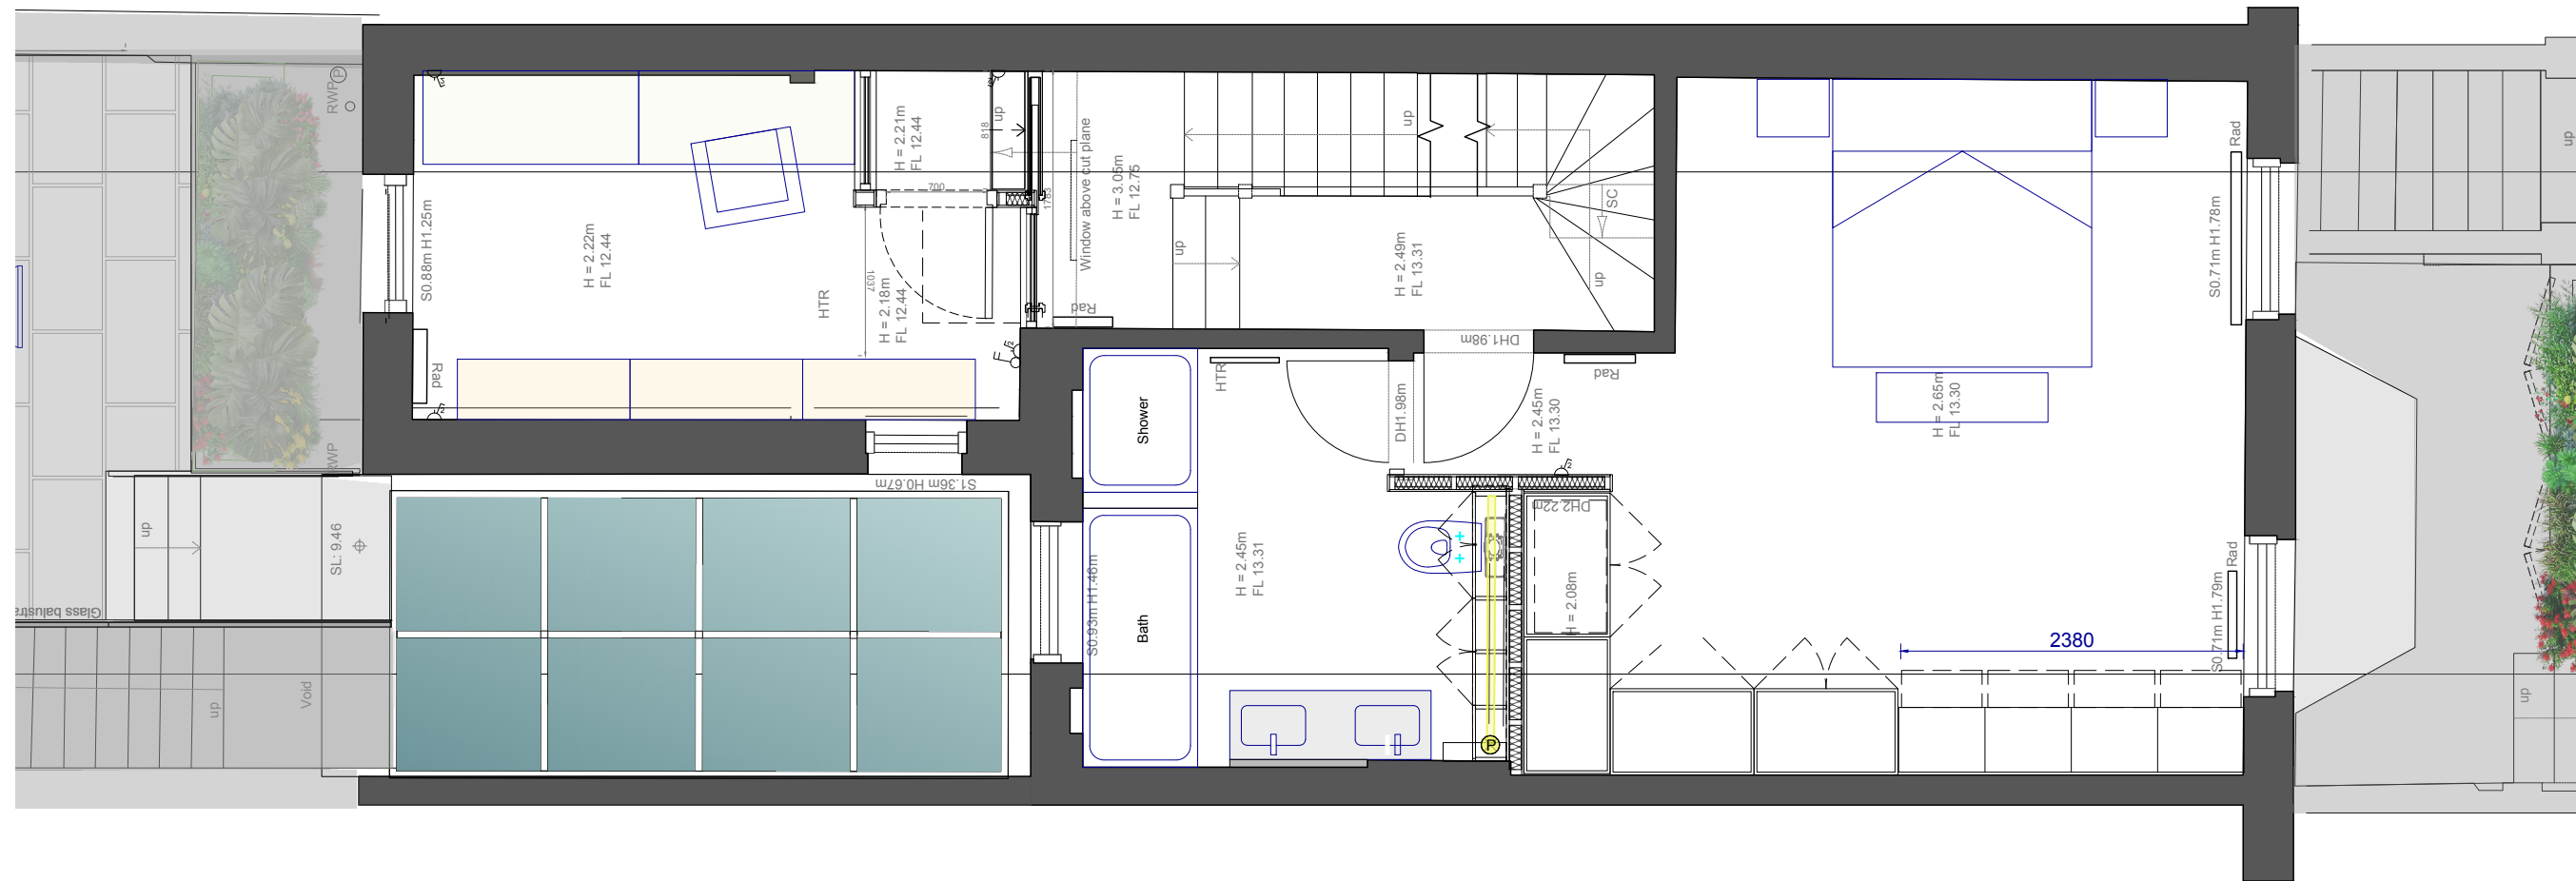 RWP
P
RWP
SL: 9.46
up
Glass balustra
up
Void
S0.88m H1.25m
Rad
H = 2.22m
FL 12.44
HTR
H = 2.18m
FL 12.44
1037
H = 2.21m
FL 12.44
700
818
up
1783
Window above cut plane
H = 3.05m
FL 12.75
Rad
up
up
H = 2.49m
FL 13.31
up
SC
DH1.98m
DH1.98m
HTR
Shower
Bath
S1.36m H0.67m
S0.93m H1.46m
H = 2.45m
FL 13.31
H = 2.45m
FL 13.30
Rad
DH2.22m
H = 2.08m
P
H = 2.65m
FL 13.30
2380
Rad
S0.71m H1.78m
Rad
S0.71m H1.79m
up
up